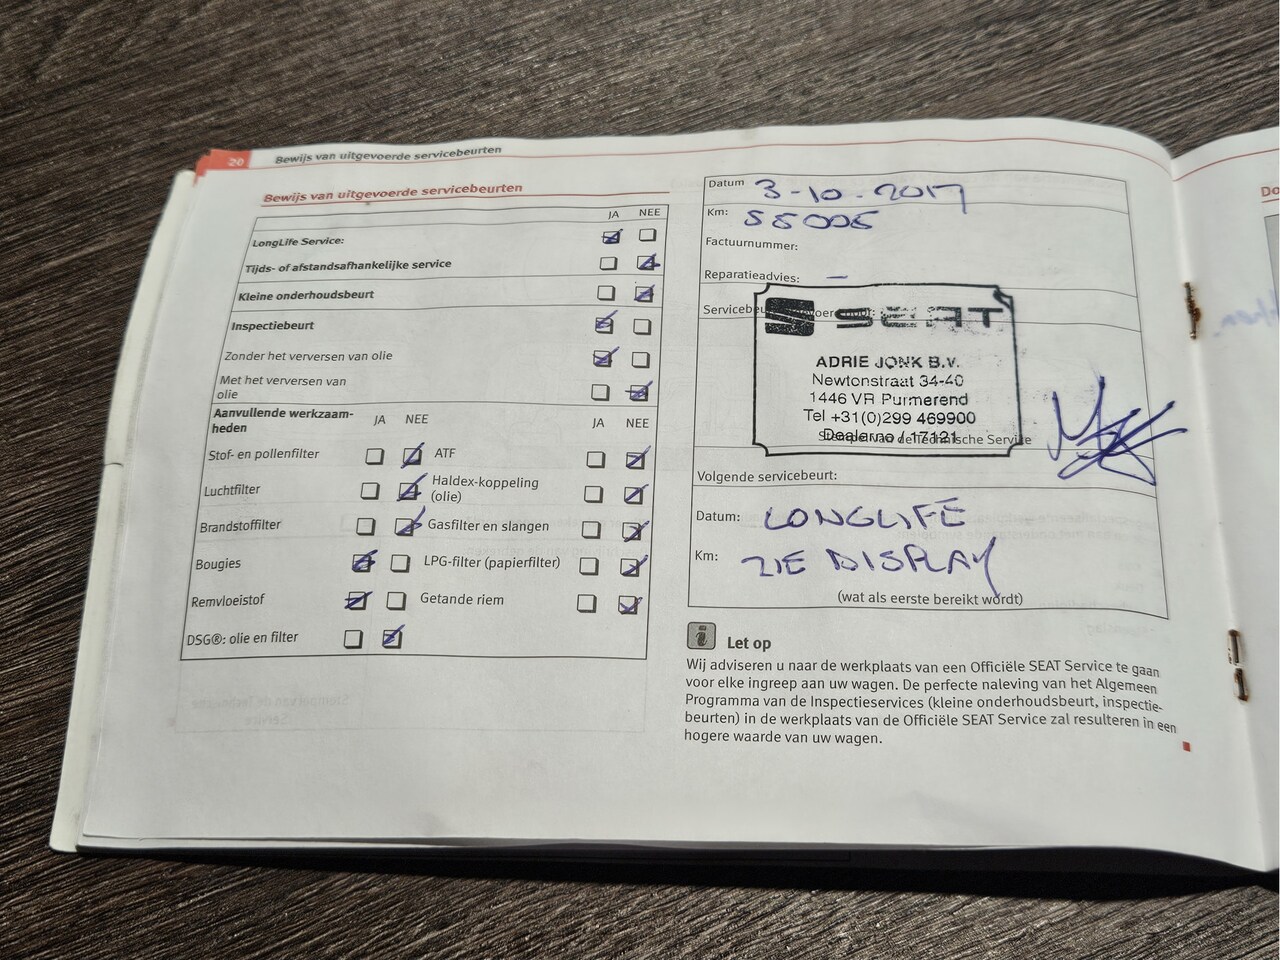 20 Bewijs van uitgevoerde servicebeurten
Bewijs van uitgevoerde servicebeurten
JA NEE
LongLife Service:
Tijds- of afstandsafhankelijke service
Kleine onderhoudsbeurt
Inspectiebeurt
Zonder het verversen van olie
Met het verversen van
olie
Aanvullende werkzaam-
heden
JA NEE JA NEE
Stof- en pollenfilter ATF
Luchtfilter Haldex-koppeling
(olie)
Brandstoffilter Gasfilter en slangen
Bougies LPG-filter (papierfilter)
Remvloeistof Getande riem
DSG®: olie en filter
Datum 3-10-2017
Km: 55005
Factuurnummer:
Reparatieadvies: —
SEAT
ADRIE JONK B.V.
Newtonstraat 34-40
1446 VR Purmerend
Tel +31(0)299 469900
Dealerno / 17121
Stempel van de Technische Service
Volgende servicebeurt:
Datum: LONGLIFE
Km: ZIE DISPLAY
(wat als eerste bereikt wordt)
i Let op
Wij adviseren u naar de werkplaats van een Officiële SEAT Service te gaan
voor elke ingreep aan uw wagen. De perfecte naleving van het Algemeen
Programma van de Inspectieservices (kleine onderhoudsbeurt, inspectie-
beurten) in de werkplaats van de Officiële SEAT Service zal resulteren in een
hogere waarde van uw wagen.
Do